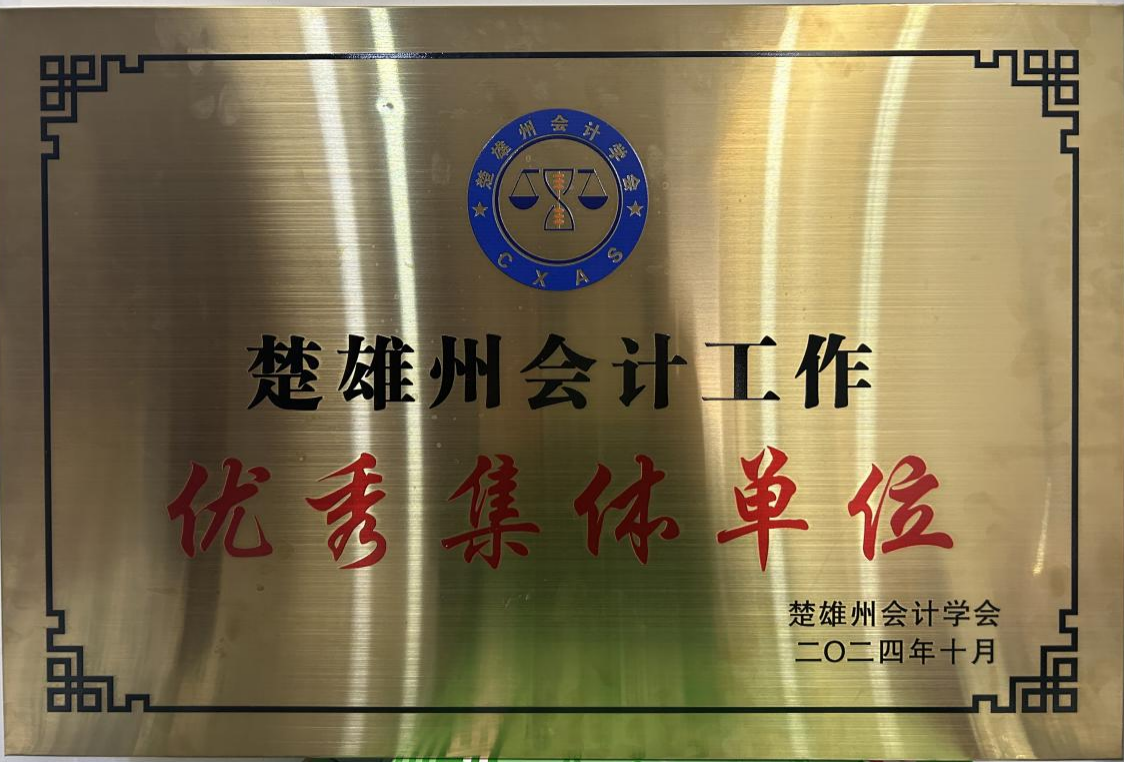 楚雄州会计学会
CXAS
楚雄州会计工作
优秀集体单位
楚雄州会计学会
二〇二四年十月